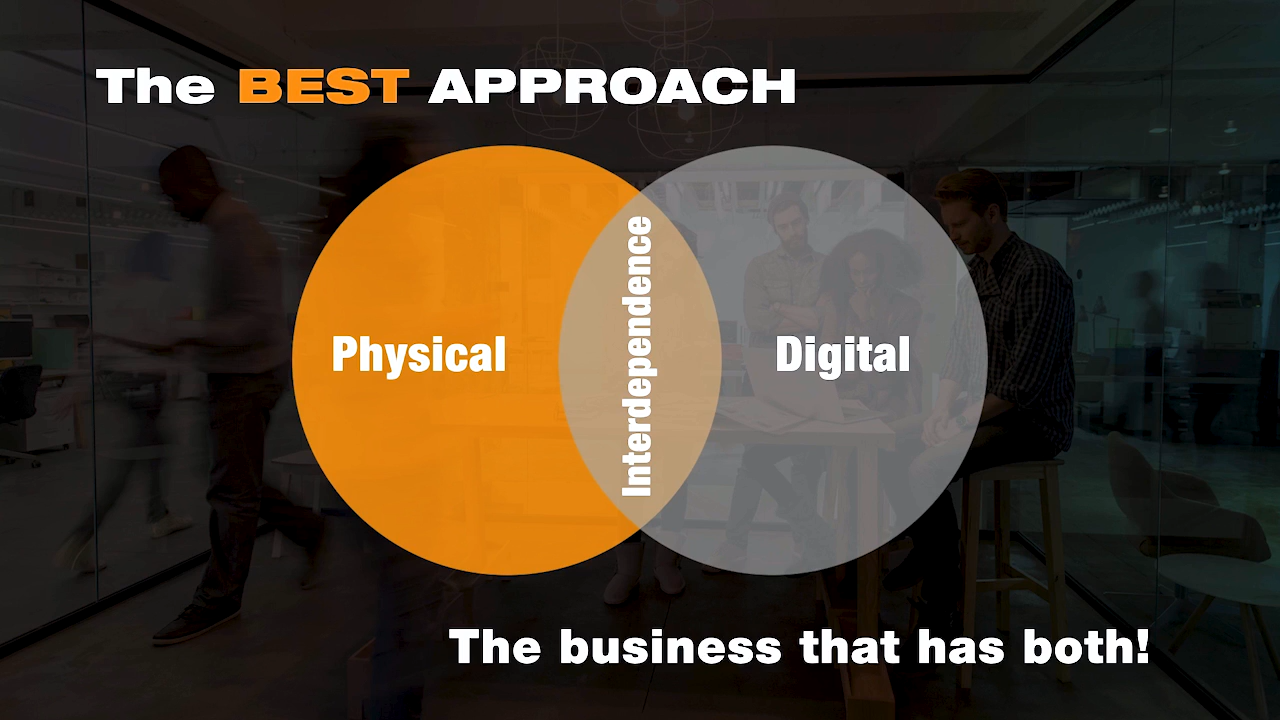 The BEST APPROACH
Physical
Interdependence
Digital
The business that has both!